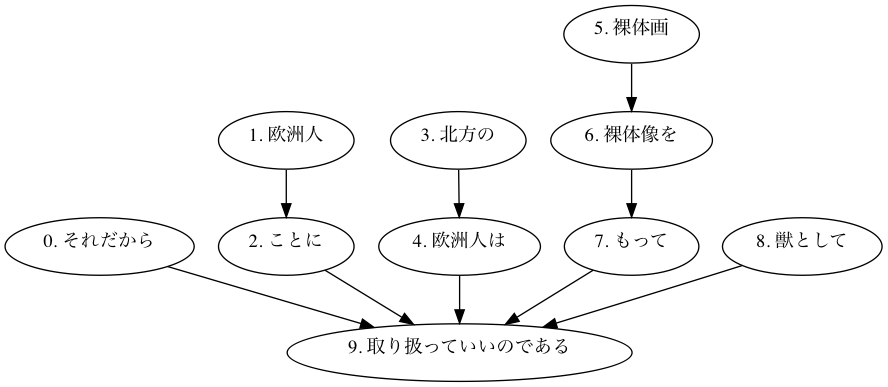 5. 裸体画
1. 欧洲人
3. 北方の
6. 裸体像を
0. それだから
2. ことに
4. 欧洲人は
7. もって
8. 獣として
9. 取り扱っていいのである